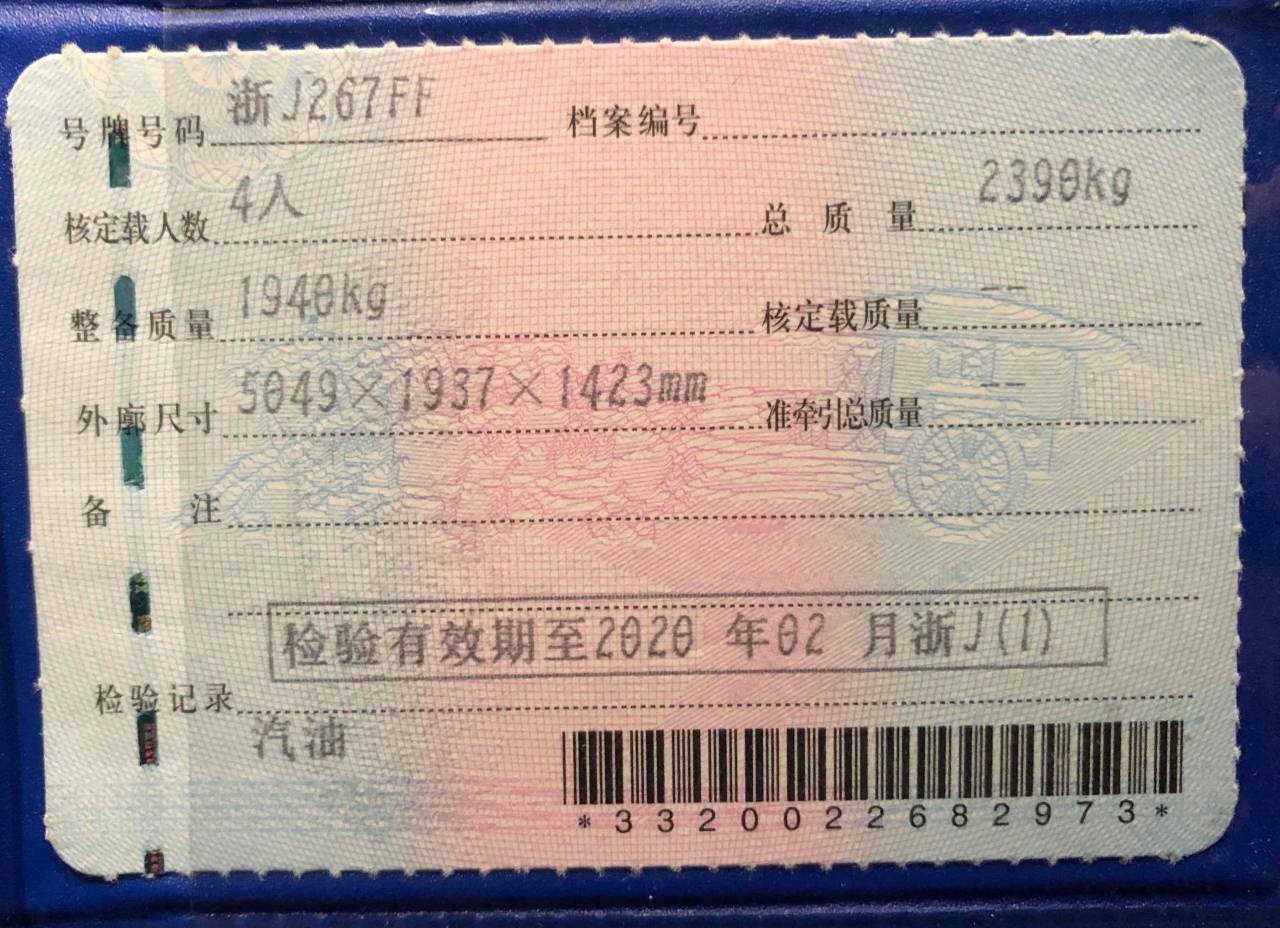 号牌号码 浙J267FF 档案编号
核定载人数 4人 总质量 2390kg
整备质量 1940kg 核定载质量 --
外廓尺寸 5049×1937×1423mm 准牵引总质量 --
备注
检验有效期至2020年02月浙J(1)
检验记录
汽油
*3320022682973*